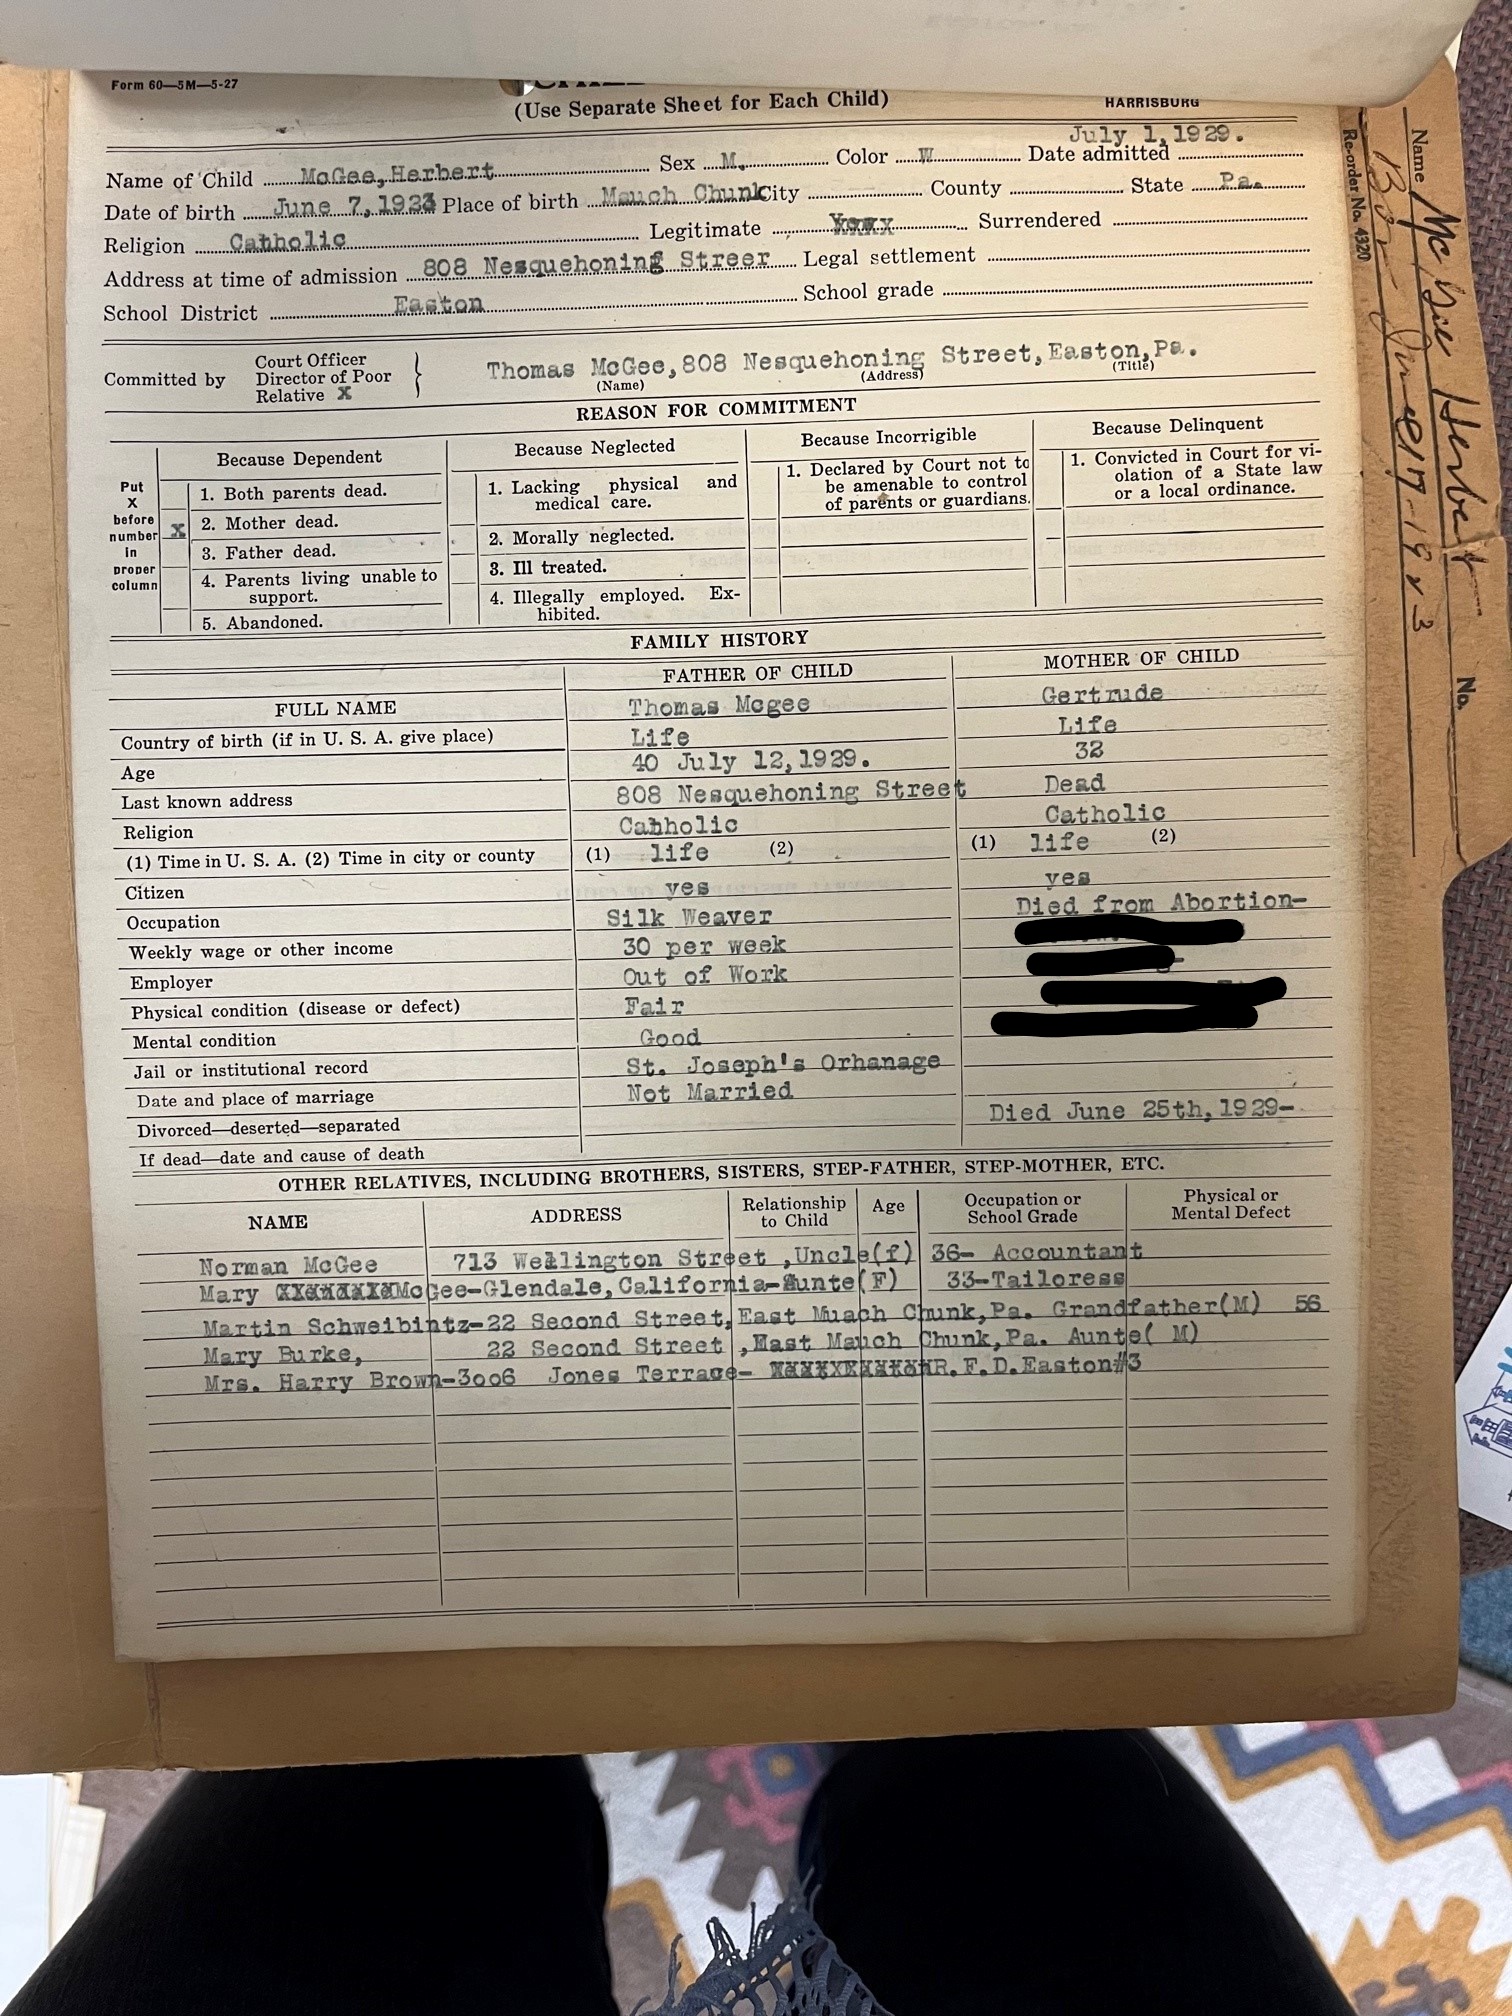 Form 60—5M—5-27
(Use Separate Sheet for Each Child)
HARRISBURG
July 1,1929.
Name of Child McGee,Herbert Sex M. Color W Date admitted
Date of birth June 7,1923 Place of birth Mauch Chunk City County State Pa.
Religion Catholic Legitimate Surrendered
Address at time of admission 808 Nesquehoning Streer Legal settlement
School District Easton School grade
Committed by
Court Officer
Director of Poor
Relative X
Thomas McGee,808 Nesquehoning Street,Easton,Pa.
(Name) (Address) (Title)
REASON FOR COMMITMENT
Put X before number in proper column
Because Dependent
1. Both parents dead.
X 2. Mother dead.
3. Father dead.
4. Parents living unable to
support.
5. Abandoned.
Because Neglected
1. Lacking physical and
medical care.
2. Morally neglected.
3. Ill treated.
4. Illegally employed. Ex-
hibited.
Because Incorrigible
1. Declared by Court not to
be amenable to control
of parents or guardians.
Because Delinquent
1. Convicted in Court for vi-
olation of a State law
or a local ordinance.
FAMILY HISTORY
FATHER OF CHILD MOTHER OF CHILD
FULL NAME Thomas Mcgee Gertrude
Country of birth (if in U. S. A. give place) Life Life
Age 40 July 12,1929. 32
Last known address 808 Nesquehoning Street Dead
Religion Catholic Catholic
(1) Time in U. S. A. (2) Time in city or county (1) life (2) (1) life (2)
Citizen yes yes
Occupation Silk Weaver Died from Abortion-
Weekly wage or other income 30 per week
Employer Out of Work
Physical condition (disease or defect) Fair
Mental condition Good
Jail or institutional record St. Joseph's Orhanage
Date and place of marriage Not Married
Divorced—deserted—separated Died June 25th,1929-
If dead—date and cause of death
OTHER RELATIVES, INCLUDING BROTHERS, SISTERS, STEP-FATHER, STEP-MOTHER, ETC.
NAME ADDRESS Relationship to Child Age Occupation or School Grade Physical or Mental Defect
Norman McGee 713 Wellington Street ,Uncle(f) 36- Accountant
Mary McGee-Glendale,California-Aunte(F) 33-Tailoress
Martin Schweibintz-22 Second Street,East Muach Chunk,Pa. Grandfather(M) 56
Mary Burke, 22 Second Street ,East Mauch Chunk,Pa. Aunte( M)
Mrs. Harry Brown-3006 Jones Terrace- R.F.D.Easton#3
Name McGee Herbert No.
Born June
Re-order No. 4320